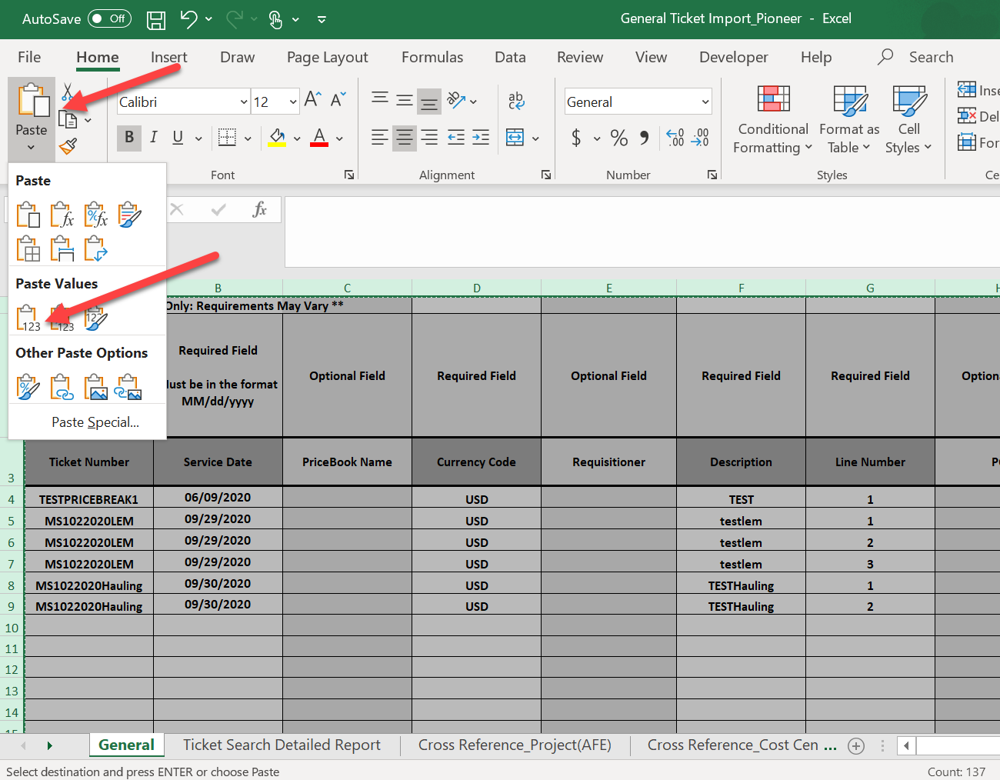 AutoSave Off General Ticket Import_Pioneer - Excel
File Home Insert Draw Page Layout Formulas Data Review View Developer Help Search
Paste
Calibri 12
General
B I U
$ % 9 .00 .00
Conditional Formatting
Format as Table
Cell Styles
Font Alignment Number Styles
Paste
fx
Paste Values
123 123 123
Other Paste Options
Paste Special...
B C D E F G
Only: Requirements May Vary **
Required Field
must be in the format
MM/dd/yyyy
Optional Field Required Field Optional Field Required Field Required Field
3 Ticket Number Service Date PriceBook Name Currency Code Requisitioner Description Line Number
4 TESTPRICEBREAK1 06/09/2020 USD TEST 1
5 MS1022020LEM 09/29/2020 USD testlem 1
6 MS1022020LEM 09/29/2020 USD testlem 2
7 MS1022020LEM 09/29/2020 USD testlem 3
8 MS1022020Hauling 09/30/2020 USD TESTHauling 1
9 MS1022020Hauling 09/30/2020 USD TESTHauling 2
10
11
12
13
14
15
General Ticket Search Detailed Report Cross Reference_Project(AFE) Cross Reference_Cost Cen ...
Select destination and press ENTER or choose Paste Count: 137